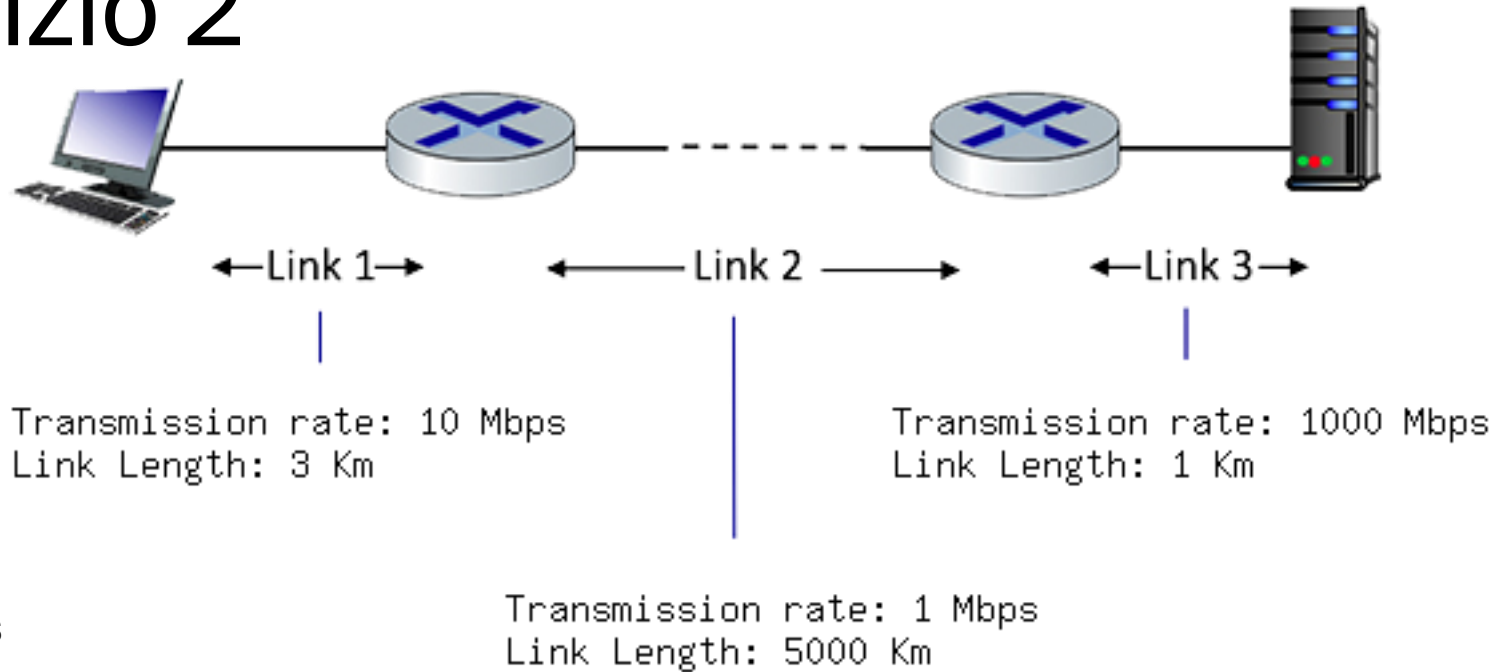 izio 2
Link 1
Link 2
Link 3
Transmission rate: 10 Mbps
Link Length: 3 Km
Transmission rate: 1000 Mbps
Link Length: 1 Km
Transmission rate: 1 Mbps
Link Length: 5000 Km
s